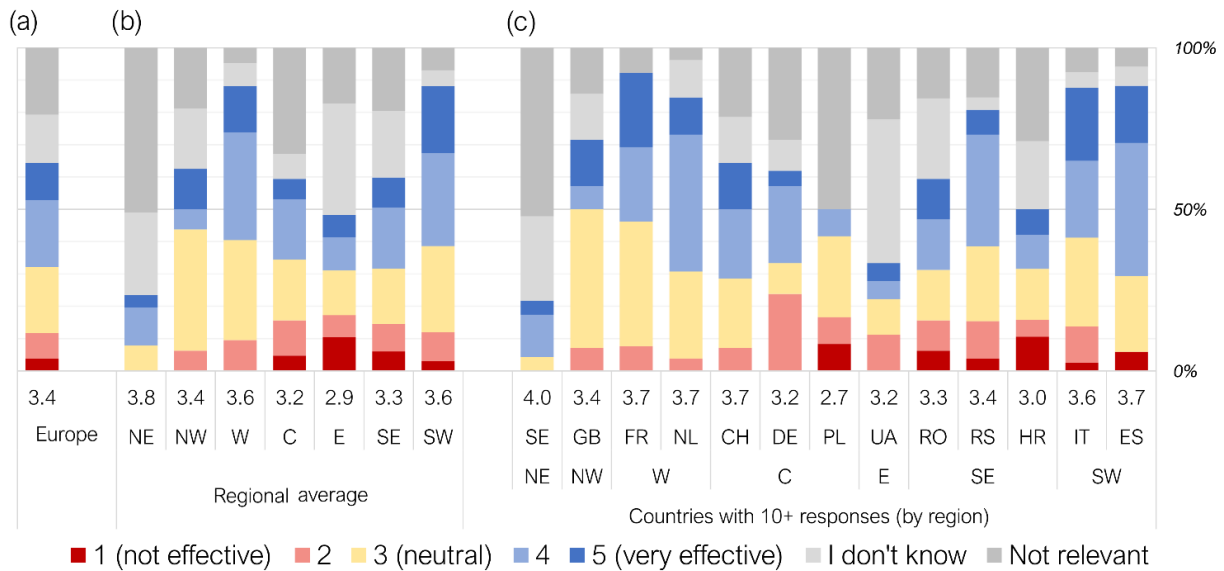 (a) (b) (c)
100%
50%
0%
3.4 3.8 3.4 3.6 3.2 2.9 3.3 3.6 4.0 3.4 3.7 3.7 3.7 3.2 2.7 3.2 3.3 3.4 3.0 3.6 3.7
Europe NE NW W C E SE SW SE GB FR NL CH DE PL UA RO RS HR IT ES
NE NW W C E SE SW
Regional average
Countries with 10+ responses (by region)
1 (not effective) 2 3 (neutral) 4 5 (very effective) I don't know Not relevant